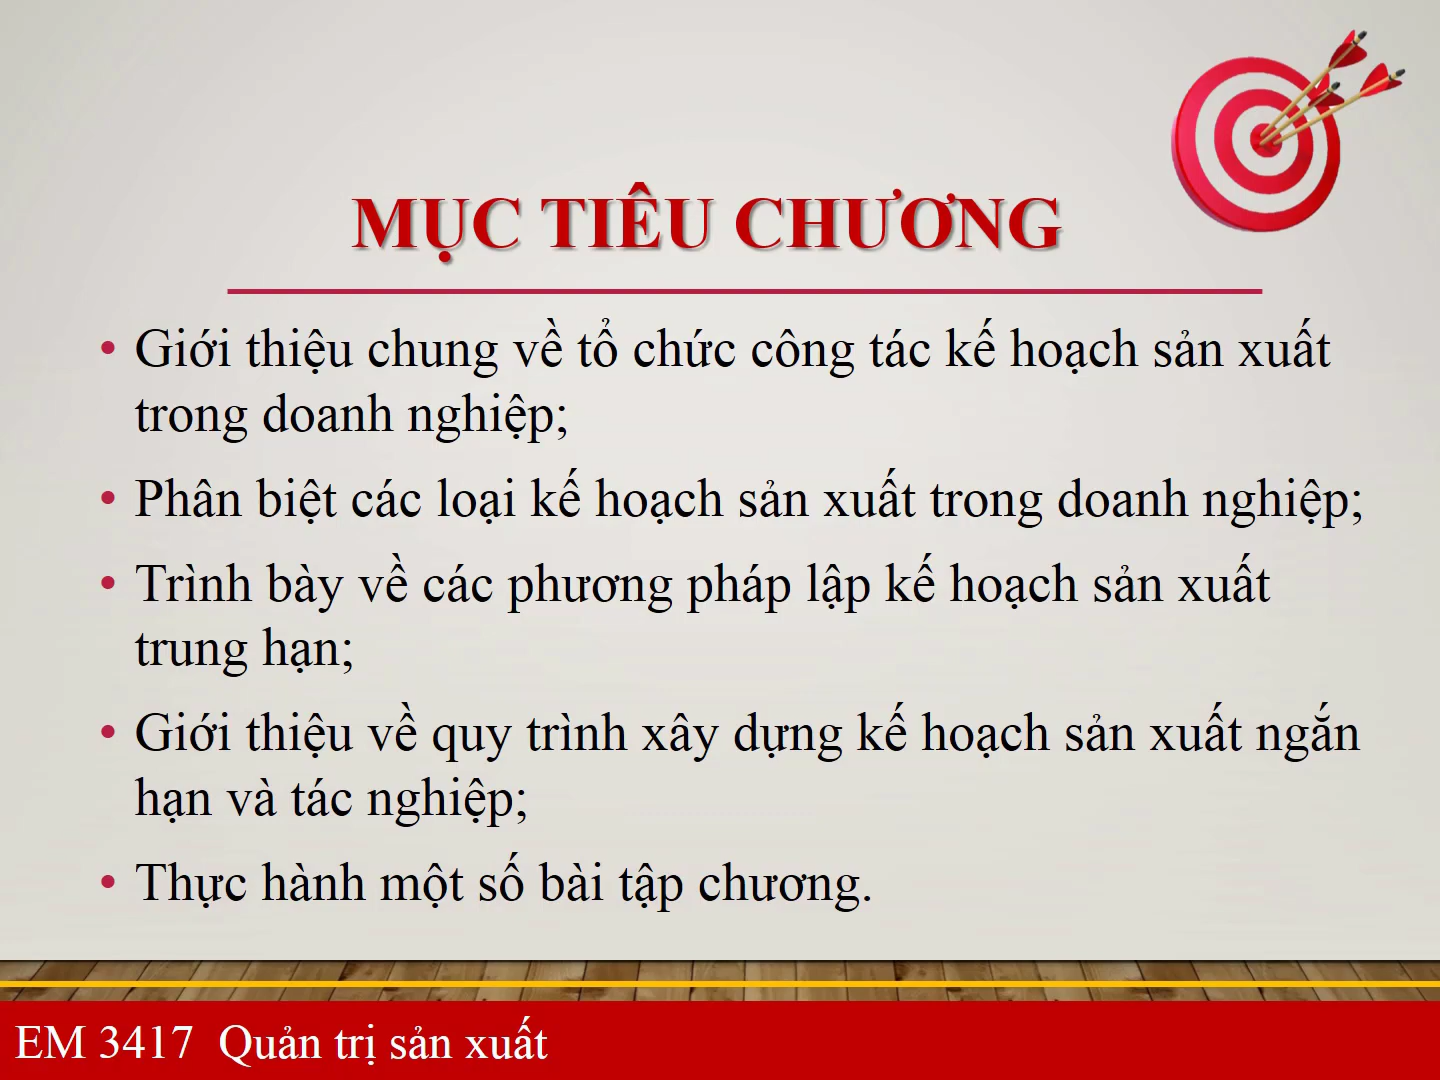 MỤC TIÊU CHƯƠNG
• Giới thiệu chung về tổ chức công tác kế hoạch sản xuất
trong doanh nghiệp;
• Phân biệt các loại kế hoạch sản xuất trong doanh nghiệp;
• Trình bày về các phương pháp lập kế hoạch sản xuất
trung hạn;
• Giới thiệu về quy trình xây dựng kế hoạch sản xuất ngắn
hạn và tác nghiệp;
• Thực hành một số bài tập chương.
EM 3417 Quản trị sản xuất